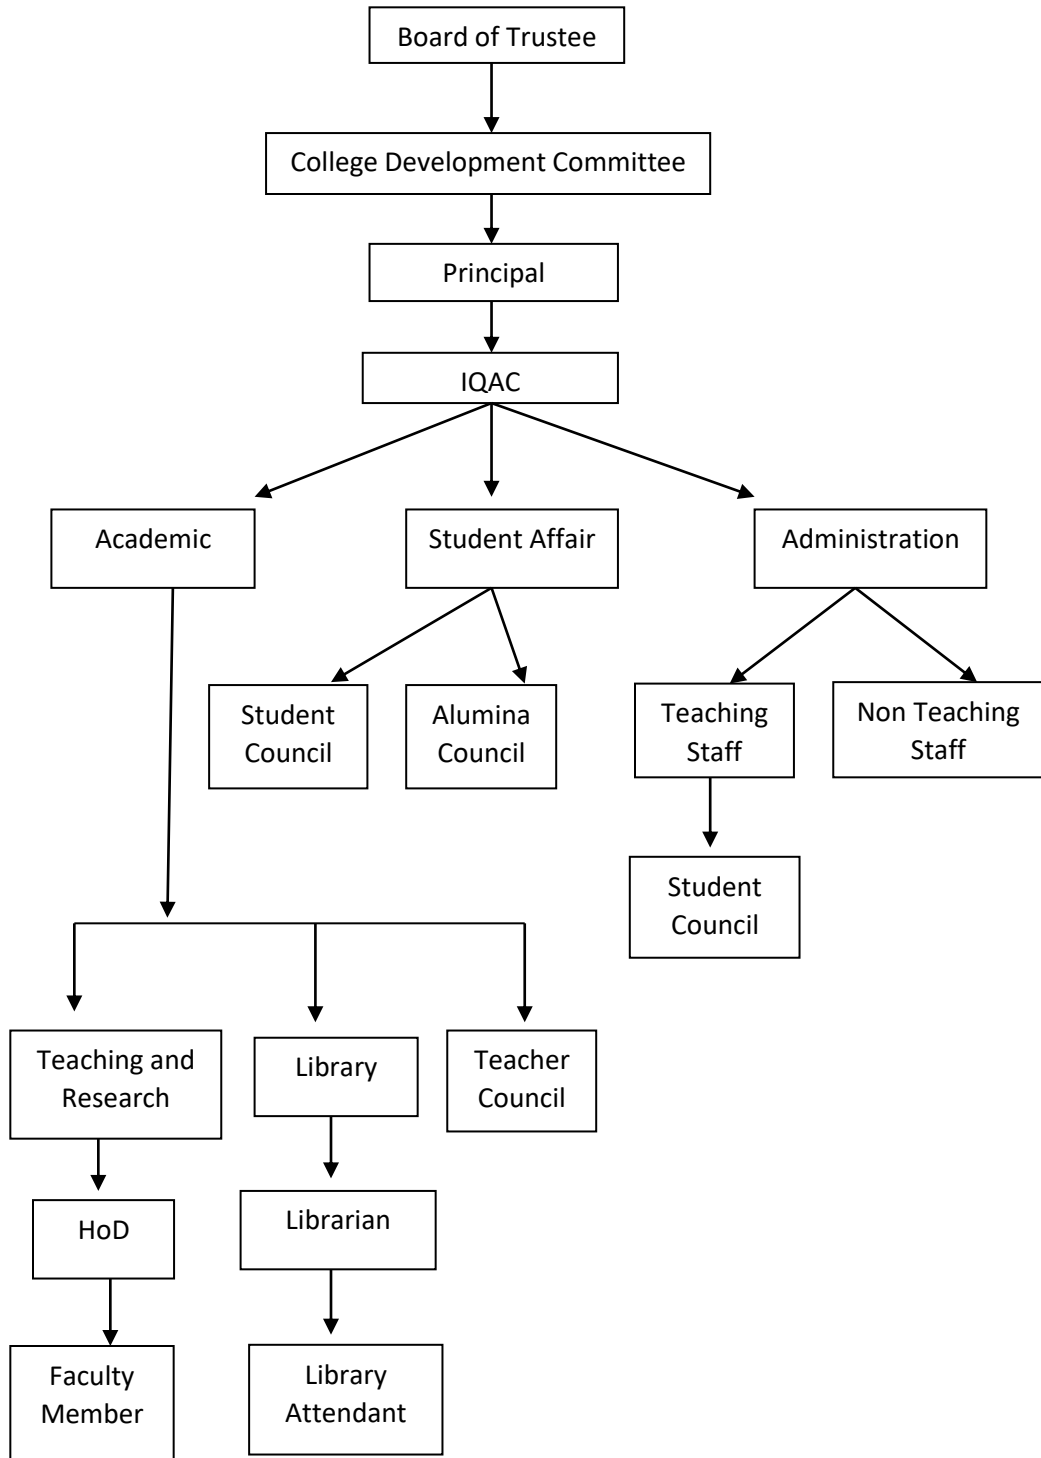 Board of Trustee
College Development Committee
Principal
IQAC
Academic
Student Affair
Administration
Student
Council
Alumina
Council
Teaching
Staff
Non Teaching
Staff
Student
Council
Teaching and
Research
Library
Teacher
Council
HoD
Librarian
Faculty
Member
Library
Attendant